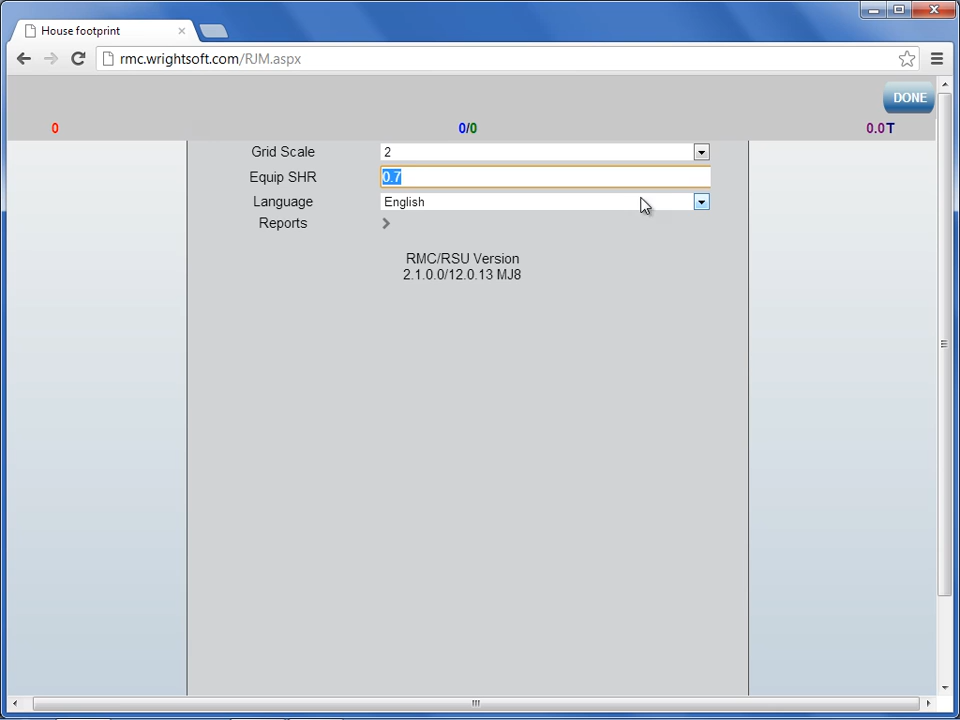 House footprint
rmc.wrightsoft.com/RJM.aspx
DONE
0 0/0 0.0T
Grid Scale 2
Equip SHR 0.7
Language English
Reports
RMC/RSU Version
2.1.0.0/12.0.13 MJ8